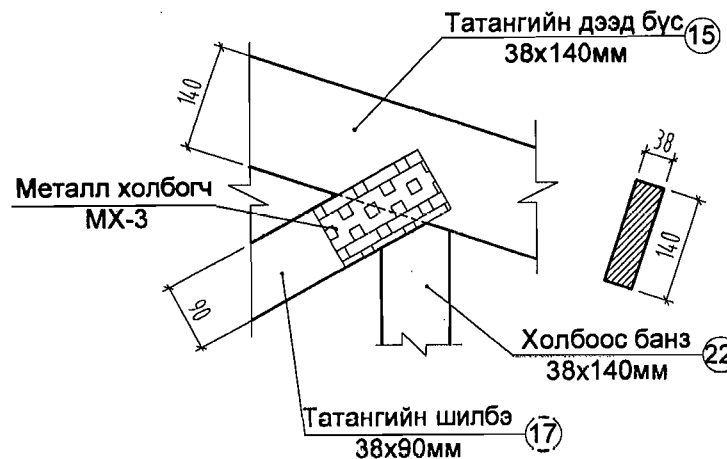 Татангийн дээд бүс 15
38x140мм
140
38
Металл холбогч
МХ-3
140
90
Холбоос банз 22
38x140мм
Татангийн шилбэ 17
38x90мм